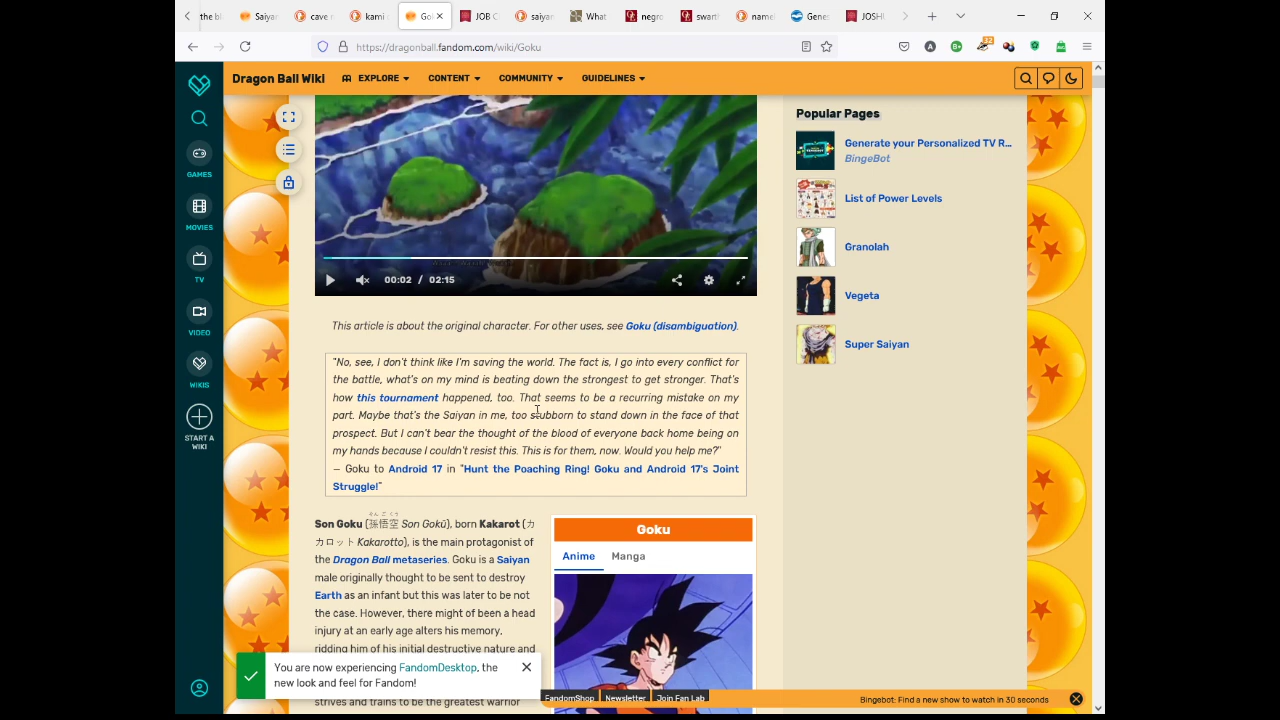 the bl
Saiyar
cave r
kami c
Gok
JOB C
saiyan
What
negro
swart
name
Genes
JOSHU
https://dragonball.fandom.com/wiki/Goku
32
Dragon Ball Wiki
EXPLORE
CONTENT
COMMUNITY
GUIDELINES
GAMES
MOVIES
TV
VIDEO
WIKIS
START A
WIKI
00:02 / 02:15
This article is about the original character. For other uses, see Goku (disambiguation).
"No, see, I don't think like I'm saving the world. The fact is, I go into every conflict for
the battle, what's on my mind is beating down the strongest to get stronger. That's
how this tournament happened, too. That seems to be a recurring mistake on my
part. Maybe that's the Saiyan in me, too stubborn to stand down in the face of that
prospect. But I can't bear the thought of the blood of everyone back home being on
my hands because I couldn't resist this. This is for them, now. Would you help me?"
— Goku to Android 17 in "Hunt the Poaching Ring! Goku and Android 17's Joint
Struggle!"
Son Goku (孫悟空 Son Gokū), born Kakarot (カ
カロット Kakarotto), is the main protagonist of
the Dragon Ball metaseries. Goku is a Saiyan
male originally thought to be sent to destroy
Earth as an infant but this was later to be not
the case. However, there might of been a head
injury at an early age alters his memory,
ridding him of his initial destructive nature and
strives and trains to be the greatest warrior
Goku
Anime Manga
Popular Pages
Generate your Personalized TV R...
BingeBot
List of Power Levels
Granolah
Vegeta
Super Saiyan
You are now experiencing FandomDesktop, the
new look and feel for Fandom!
FandomShop Newsletter Join Fan Lab
Bingebot: Find a new show to watch in 30 seconds